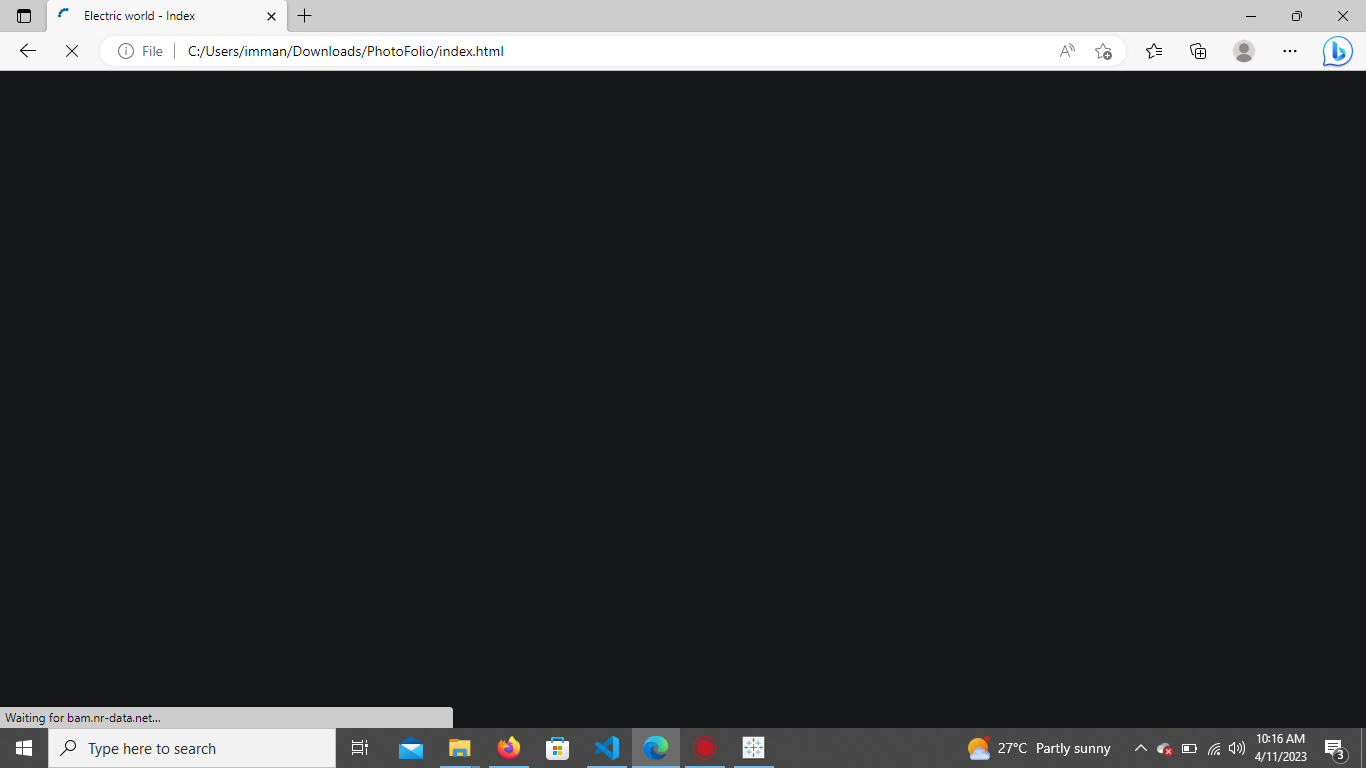 Electric world - Index
File
C:/Users/imman/Downloads/PhotoFolio/index.html
Waiting for bam.nr-data.net...
Type here to search
27°C Partly sunny
10:16 AM
4/11/2023
3